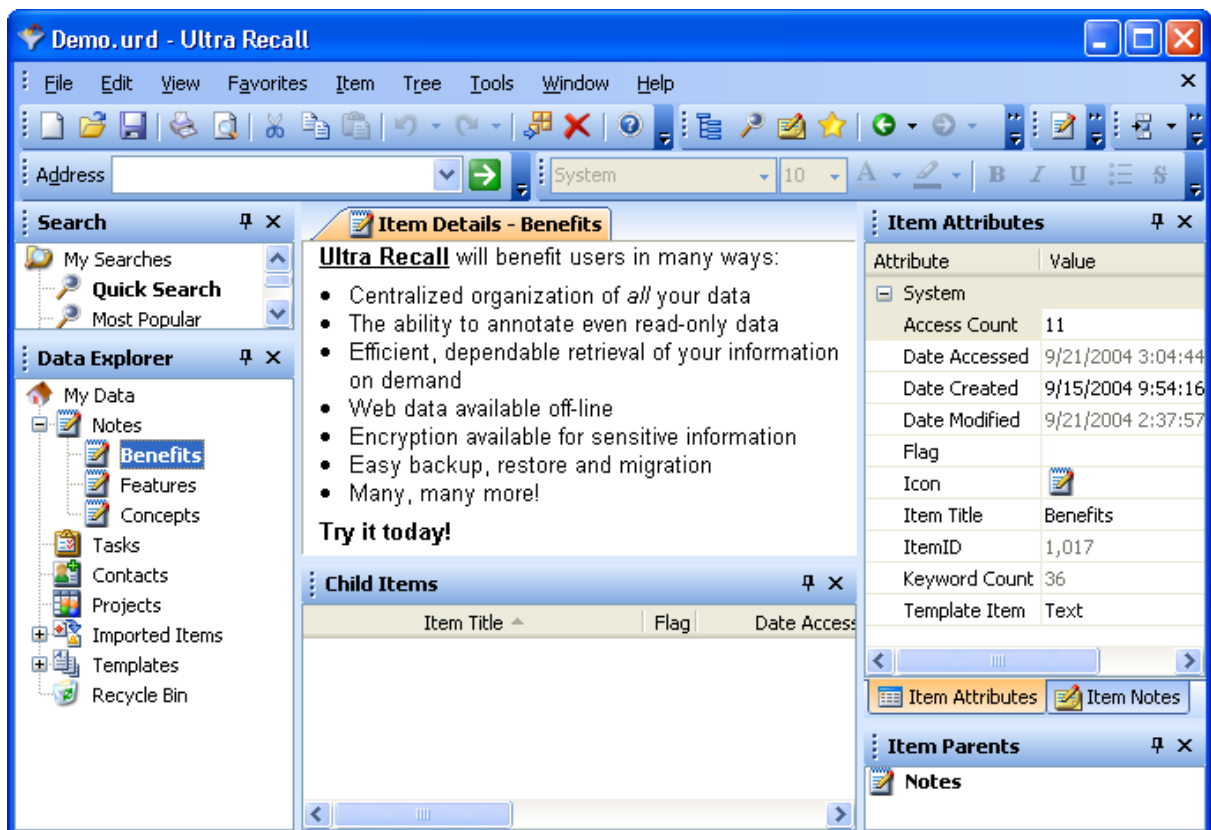 Demo.urd - Ultra Recall
File Edit View Favorites Item Tree Tools Window Help
Address
System 10 A B I U S
Search
My Searches
Quick Search
Most Popular
Data Explorer
My Data
Notes
Benefits
Features
Concepts
Tasks
Contacts
Projects
Imported Items
Templates
Recycle Bin
Item Details - Benefits
Ultra Recall will benefit users in many ways:
• Centralized organization of all your data
• The ability to annotate even read-only data
• Efficient, dependable retrieval of your information
on demand
• Web data available off-line
• Encryption available for sensitive information
• Easy backup, restore and migration
• Many, many more!
Try it today!
Child Items
Item Title Flag Date Access
Item Attributes
Attribute Value
System
Access Count 11
Date Accessed 9/21/2004 3:04:44
Date Created 9/15/2004 9:54:16
Date Modified 9/21/2004 2:37:57
Flag
Icon
Item Title Benefits
ItemID 1,017
Keyword Count 36
Template Item Text
Item Attributes Item Notes
Item Parents
Notes